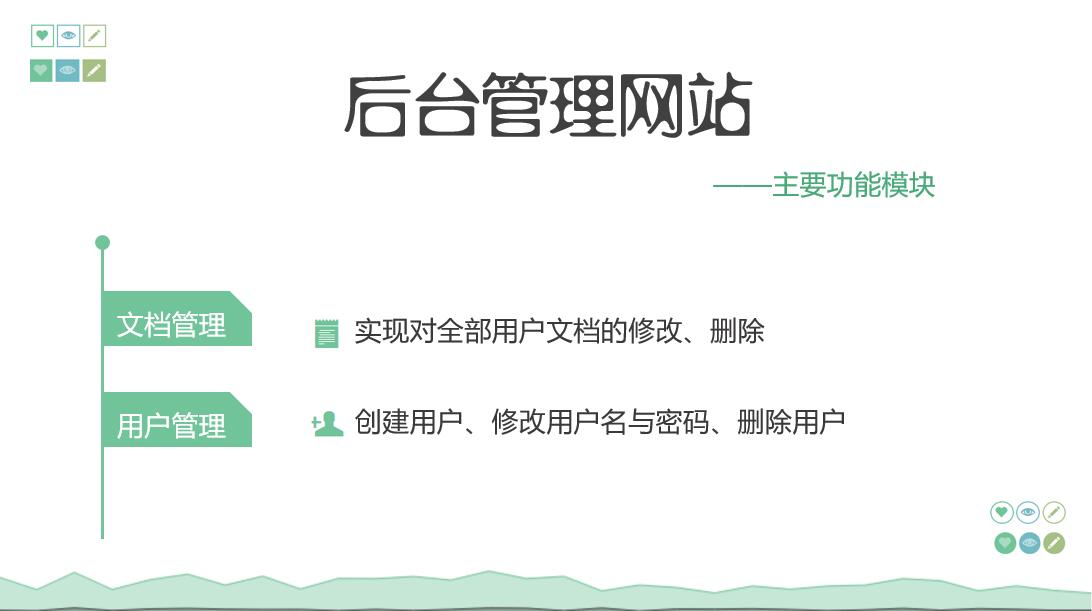 后台管理网站
——主要功能模块
文档管理
实现对全部用户文档的修改、删除
用户管理
创建用户、修改用户名与密码、删除用户